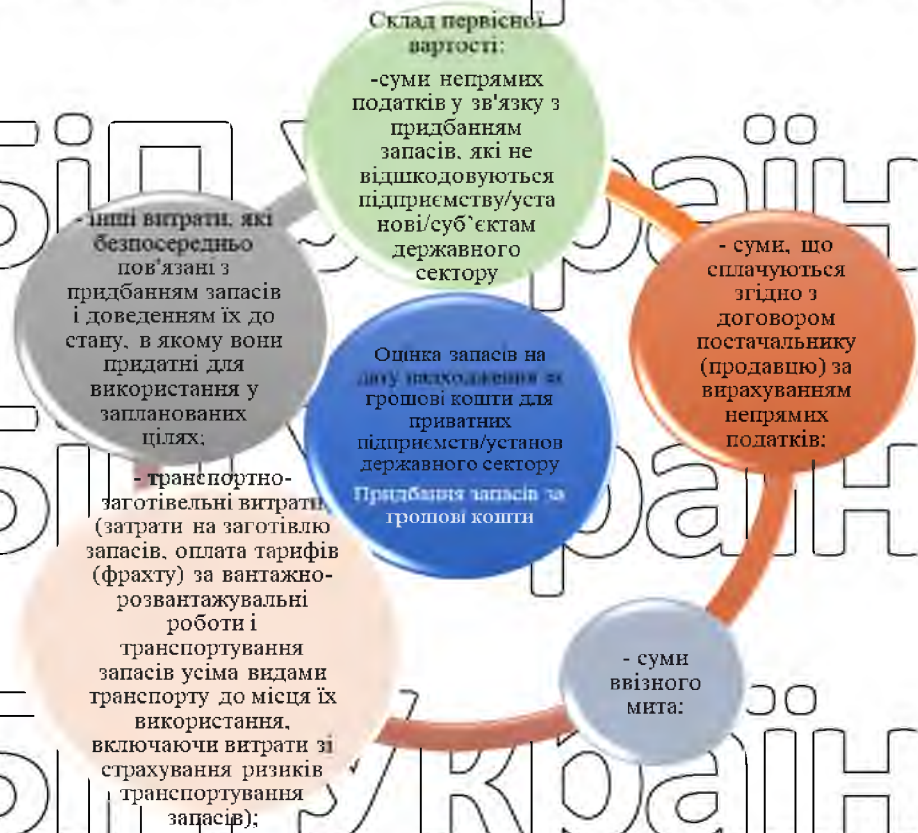 Склад первісної
вартості:
-суми непрямих
податків у зв'язку з
придбанням
запасів, які не
відшкодовуються
підприємству/уста
нові/суб`єктам
державного
сектору
- суми, що
сплачуються
згідно з
договором
постачальнику
(продавцю) за
вирахуванням
непрямих
податків:
- суми
ввізного
мита:
- транспортно-
заготівельні витрати
(затрати на заготівлю
запасів, оплата тарифів
(фрахту) за вантажно-
розвантажувальні
роботи і
транспортування
запасів усіма видами
транспорту до місця їх
використання,
включаючи витрати зі
страхування ризиків
транспортування
запасів);
- інші витрати, які
безпосередньо
пов'язані з
придбанням запасів
і доведенням їх до
стану, в якому вони
придатні для
використання у
запланованих
цілях;
Оцінка запасів на
дату надходження за
грошові кошти для
приватних
підприємств/установ
державного сектору
Придбання запасів за
грошові кошти